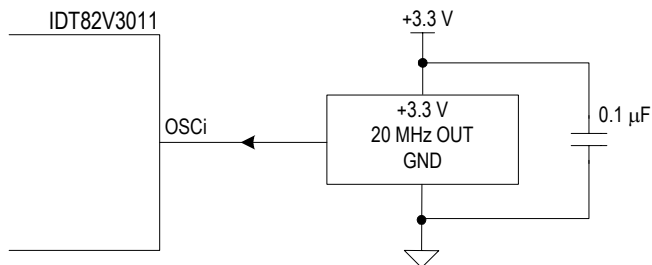 IDT82V3011
+3.3 V
OSCi
+3.3 V
20 MHz OUT
GND
0.1 μF